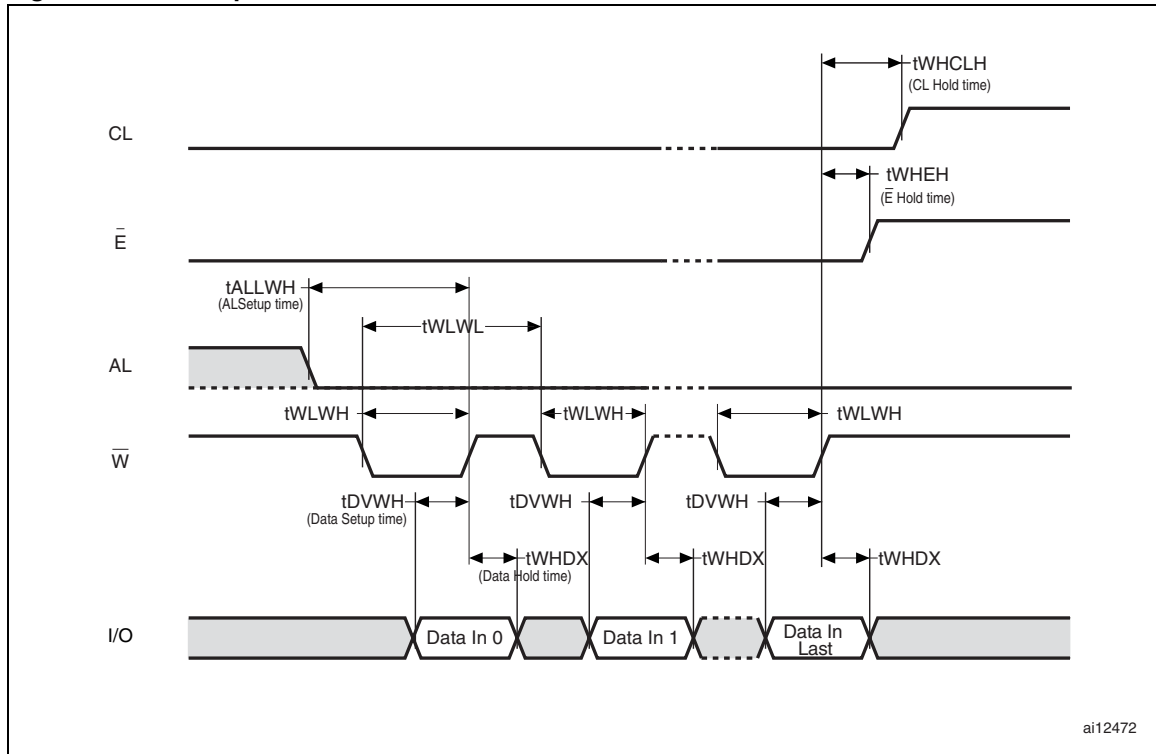 tWHCLH
(CL Hold time)
CL
tWHEH
(E̅ Hold time)
E̅
tALLWH
(ALSetup time)
tWLWL
AL
tWLWH
tWLWH
tWLWH
W̅
tDVWH
(Data Setup time)
tDVWH
tDVWH
tWHDX
(Data Hold time)
tWHDX
tWHDX
I/O
Data In 0
Data In 1
Data In
Last
ai12472